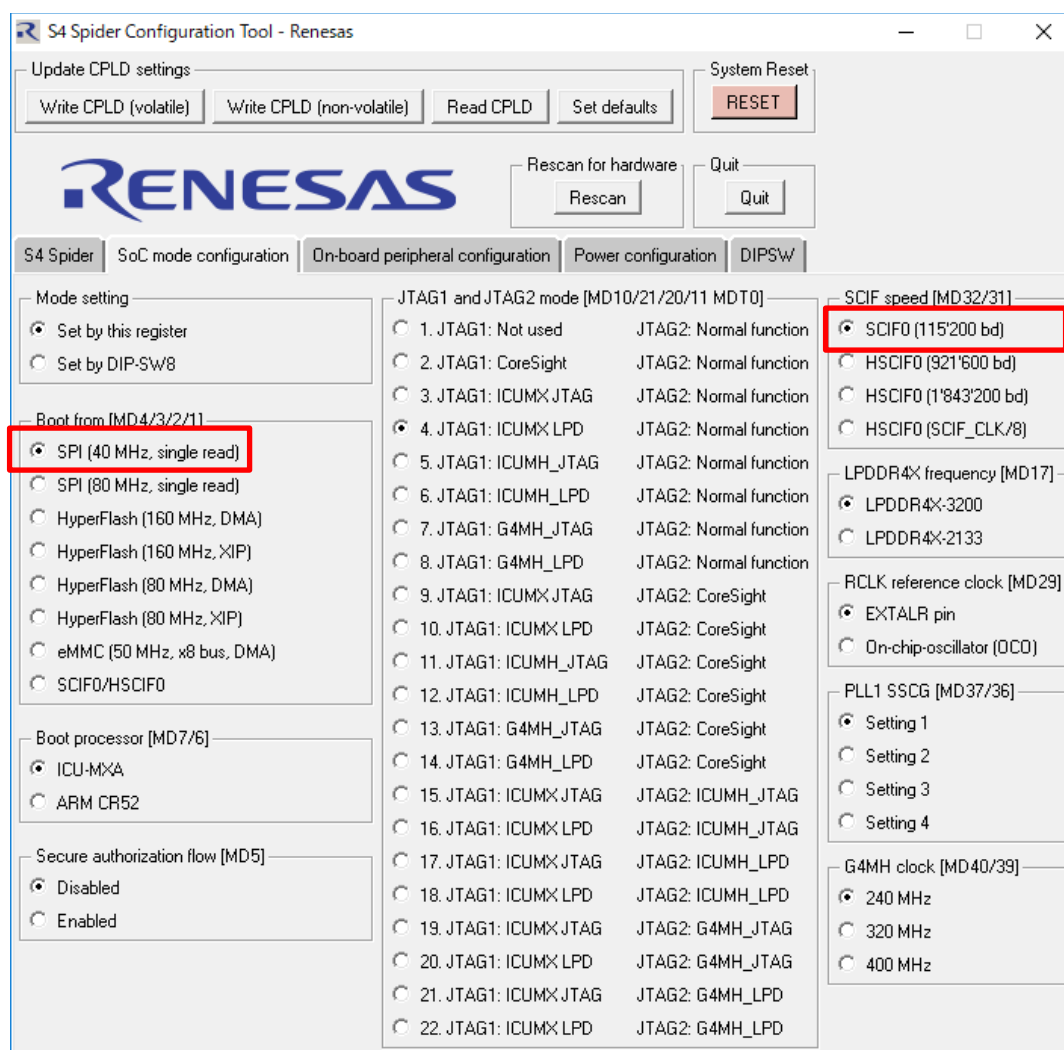 S4 Spider Configuration Tool - Renesas
Update CPLD settings
Write CPLD (volatile)
Write CPLD (non-volatile)
Read CPLD
Set defaults
System Reset
RESET
RENESAS
Rescan for hardware
Rescan
Quit
Quit
S4 Spider
SoC mode configuration
On-board peripheral configuration
Power configuration
DIPSW
Mode setting
Set by this register
Set by DIP-SW8
Boot from [MD4/3/2/1]
SPI (40 MHz, single read)
SPI (80 MHz, single read)
HyperFlash (160 MHz, DMA)
HyperFlash (160 MHz, XIP)
HyperFlash (80 MHz, DMA)
HyperFlash (80 MHz, XIP)
eMMC (50 MHz, x8 bus, DMA)
SCIF0/HSCIF0
Boot processor [MD7/6]
ICU-MXA
ARM CR52
Secure authorization flow [MD5]
Disabled
Enabled
JTAG1 and JTAG2 mode [MD10/21/20/11 MDT0]
1. JTAG1: Not used JTAG2: Normal function
2. JTAG1: CoreSight JTAG2: Normal function
3. JTAG1: ICUMX JTAG JTAG2: Normal function
4. JTAG1: ICUMX LPD JTAG2: Normal function
5. JTAG1: ICUMH_JTAG JTAG2: Normal function
6. JTAG1: ICUMH_LPD JTAG2: Normal function
7. JTAG1: G4MH_JTAG JTAG2: Normal function
8. JTAG1: G4MH_LPD JTAG2: Normal function
9. JTAG1: ICUMX JTAG JTAG2: CoreSight
10. JTAG1: ICUMX LPD JTAG2: CoreSight
11. JTAG1: ICUMH_JTAG JTAG2: CoreSight
12. JTAG1: ICUMH_LPD JTAG2: CoreSight
13. JTAG1: G4MH_JTAG JTAG2: CoreSight
14. JTAG1: G4MH_LPD JTAG2: CoreSight
15. JTAG1: ICUMX JTAG JTAG2: ICUMH_JTAG
16. JTAG1: ICUMX LPD JTAG2: ICUMH_JTAG
17. JTAG1: ICUMX JTAG JTAG2: ICUMH_LPD
18. JTAG1: ICUMX LPD JTAG2: ICUMH_LPD
19. JTAG1: ICUMX JTAG JTAG2: G4MH_JTAG
20. JTAG1: ICUMX LPD JTAG2: G4MH_JTAG
21. JTAG1: ICUMX JTAG JTAG2: G4MH_LPD
22. JTAG1: ICUMX LPD JTAG2: G4MH_LPD
SCIF speed [MD32/31]
SCIF0 (115'200 bd)
HSCIF0 (921'600 bd)
HSCIF0 (1'843'200 bd)
HSCIF0 (SCIF_CLK/8)
LPDDR4X frequency [MD17]
LPDDR4X-3200
LPDDR4X-2133
RCLK reference clock [MD29]
EXTALR pin
On-chip-oscillator (OCO)
PLL1 SSCG [MD37/36]
Setting 1
Setting 2
Setting 3
Setting 4
G4MH clock [MD40/39]
240 MHz
320 MHz
400 MHz